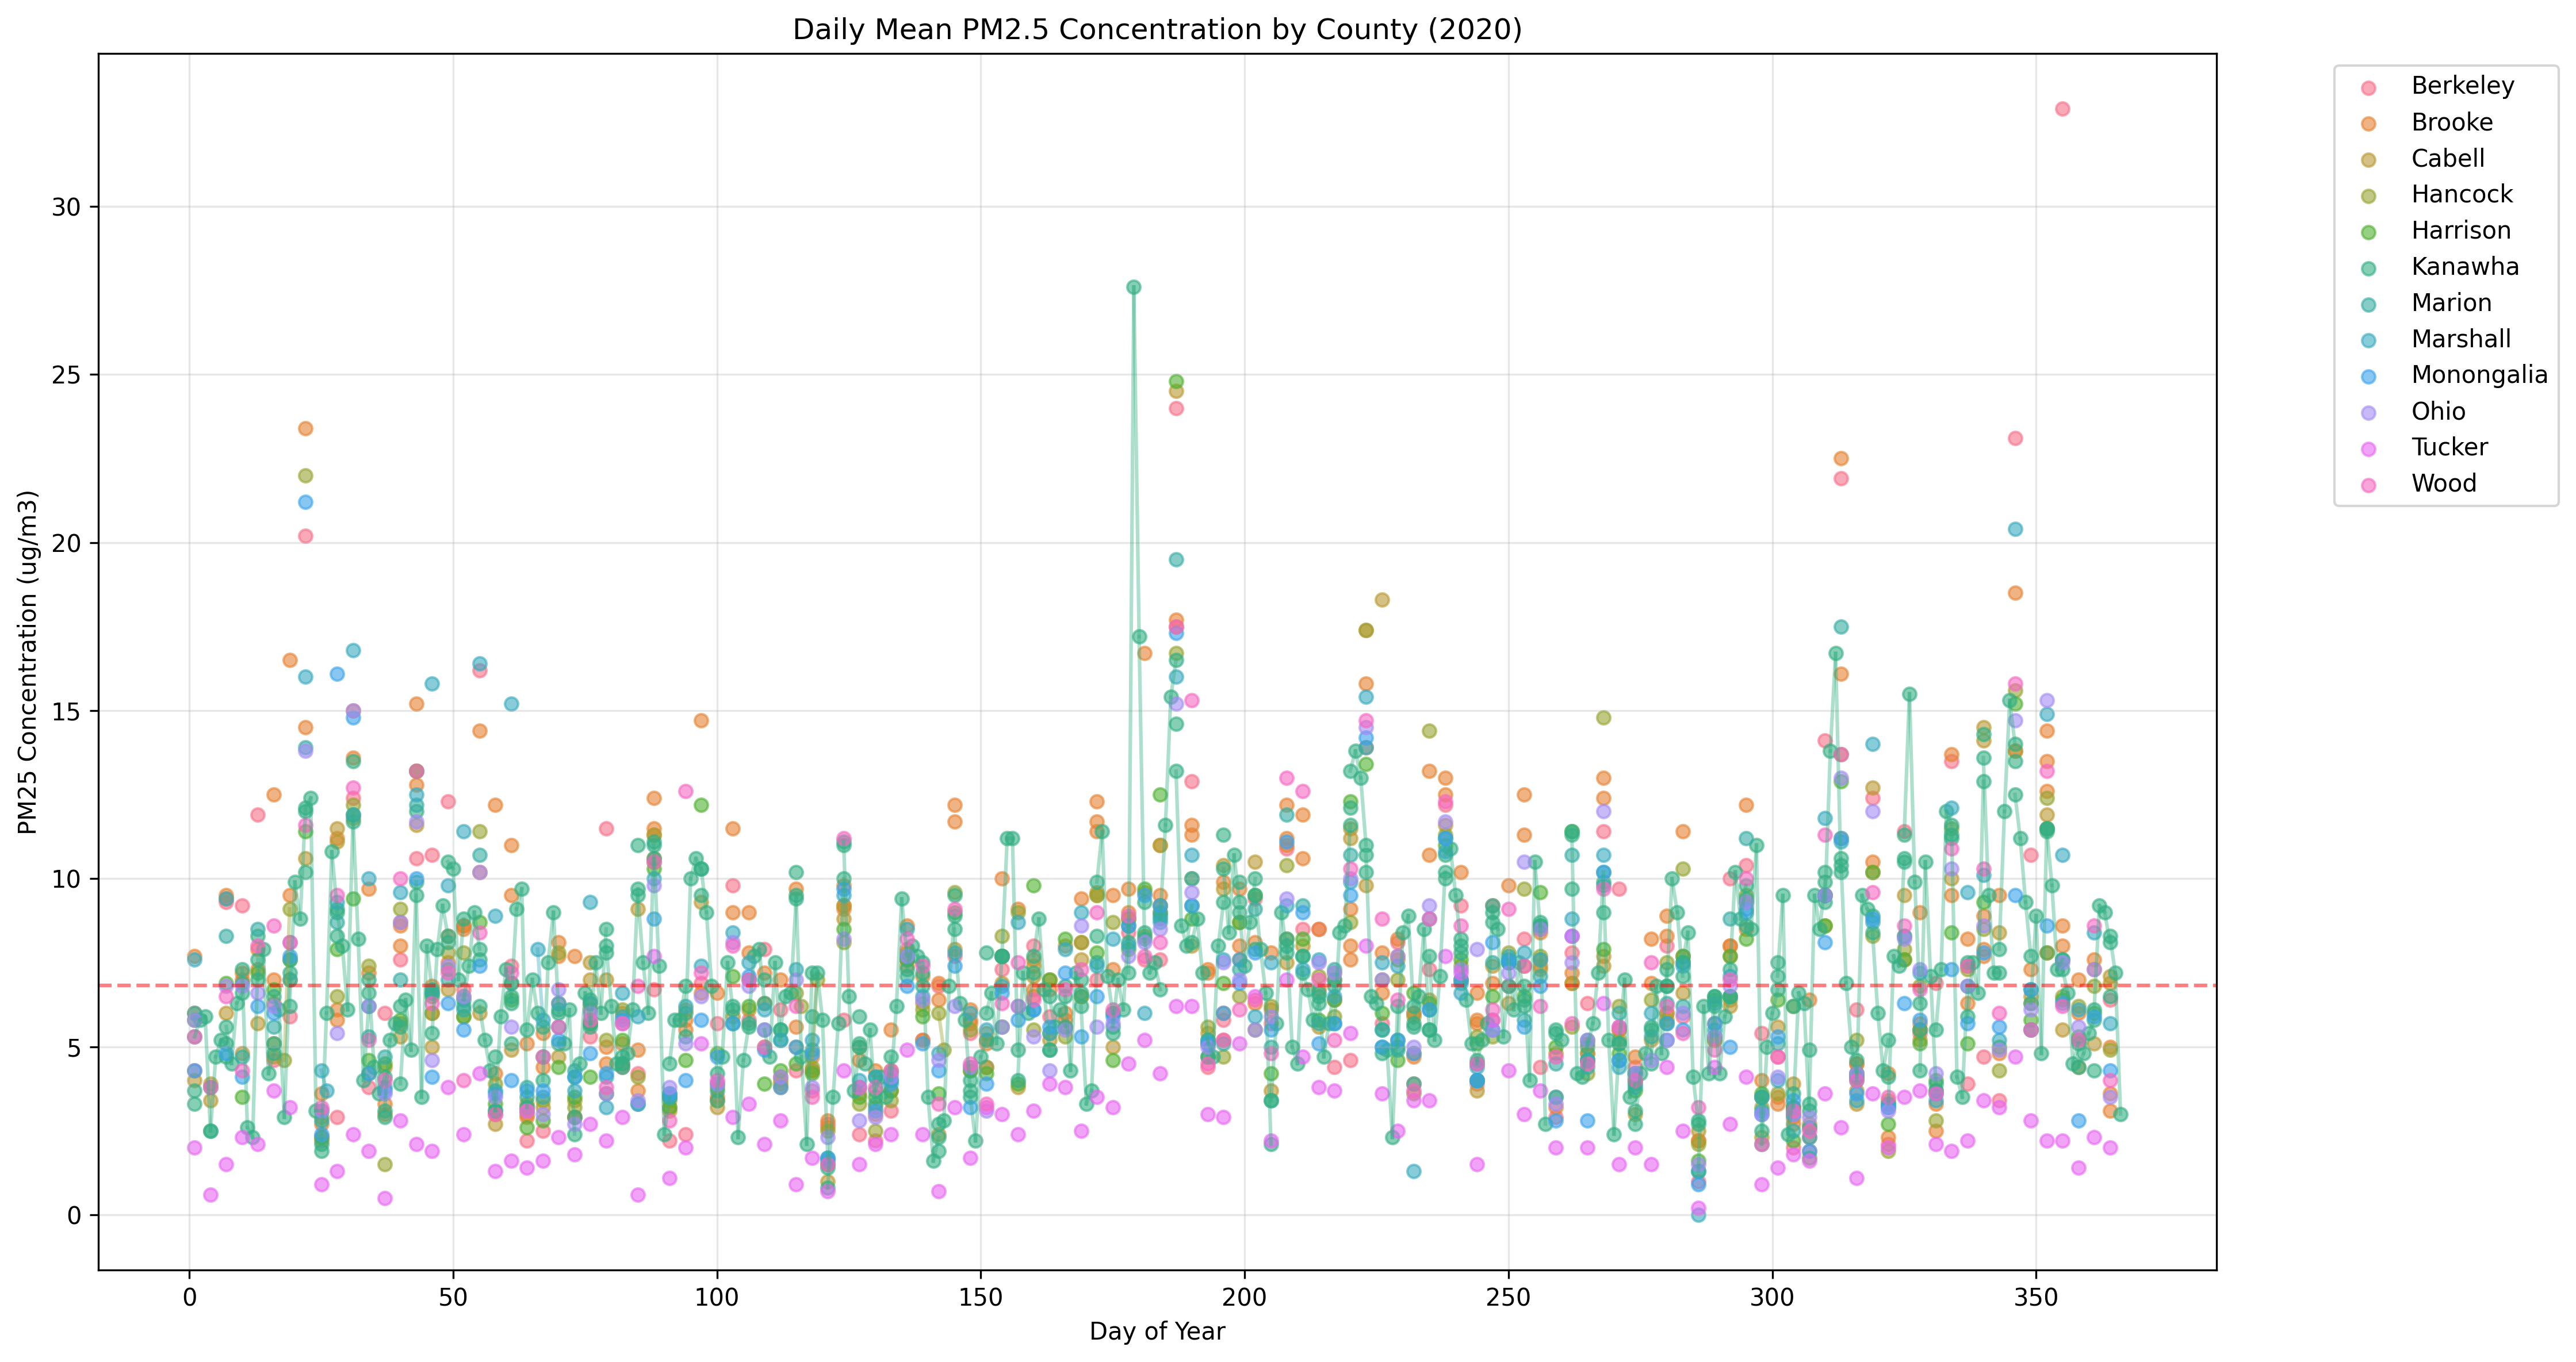 Daily Mean PM2.5 Concentration by County (2020)
PM25 Concentration (ug/m3)
30
25
20
15
10
5
0
0 50 100 150 200 250 300 350
Day of Year
Berkeley
Brooke
Cabell
Hancock
Harrison
Kanawha
Marion
Marshall
Monongalia
Ohio
Tucker
Wood